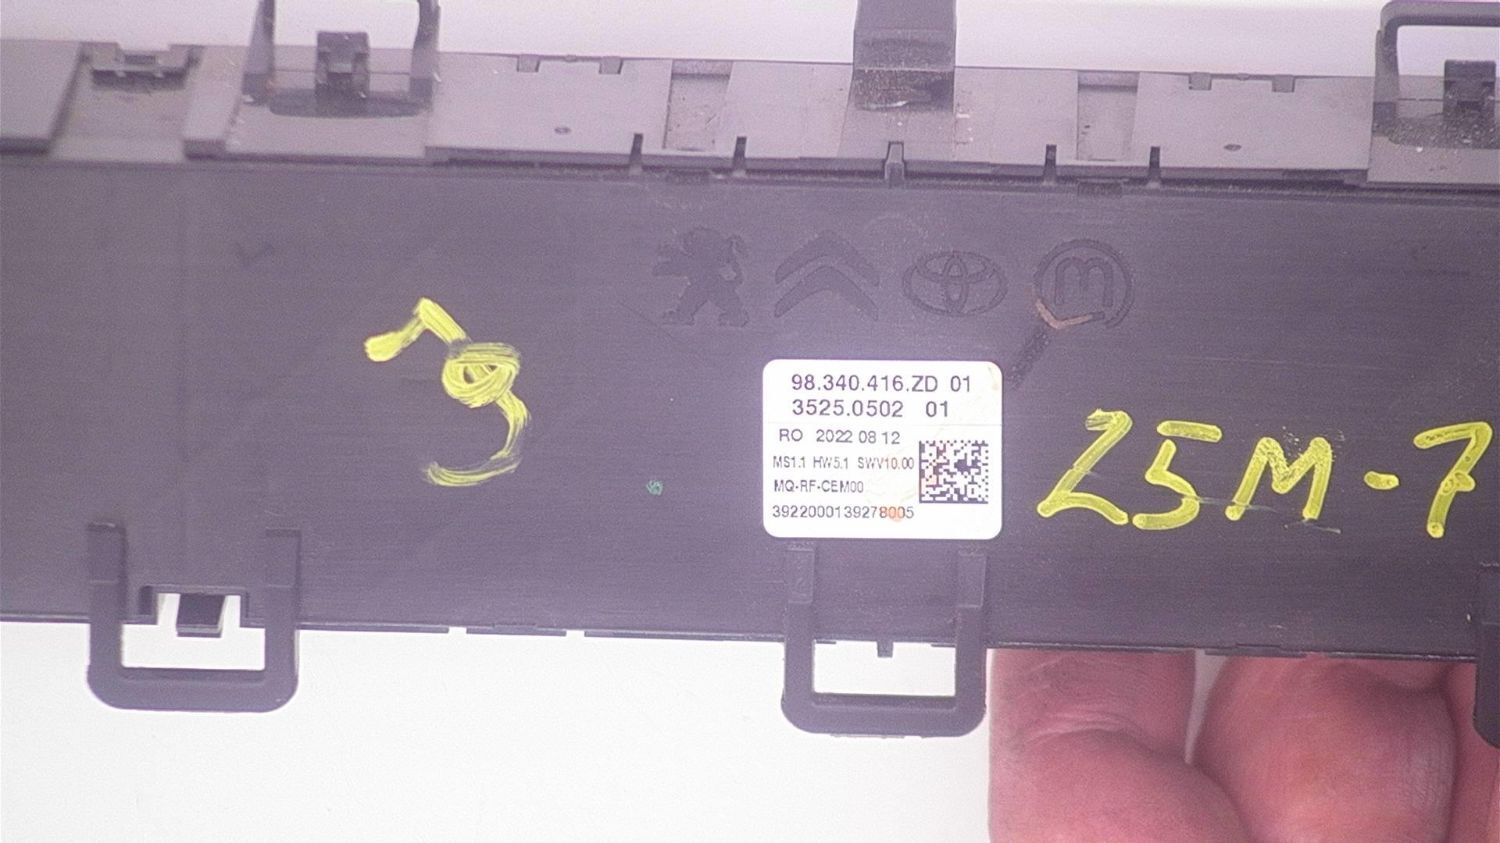 98.340.416.ZD 01
3525.0502 01
RO 2022 08 12
MS1.1 HW5.1 SWV10.00
MQ-RF-CEM00
3922000139278005
25M-7